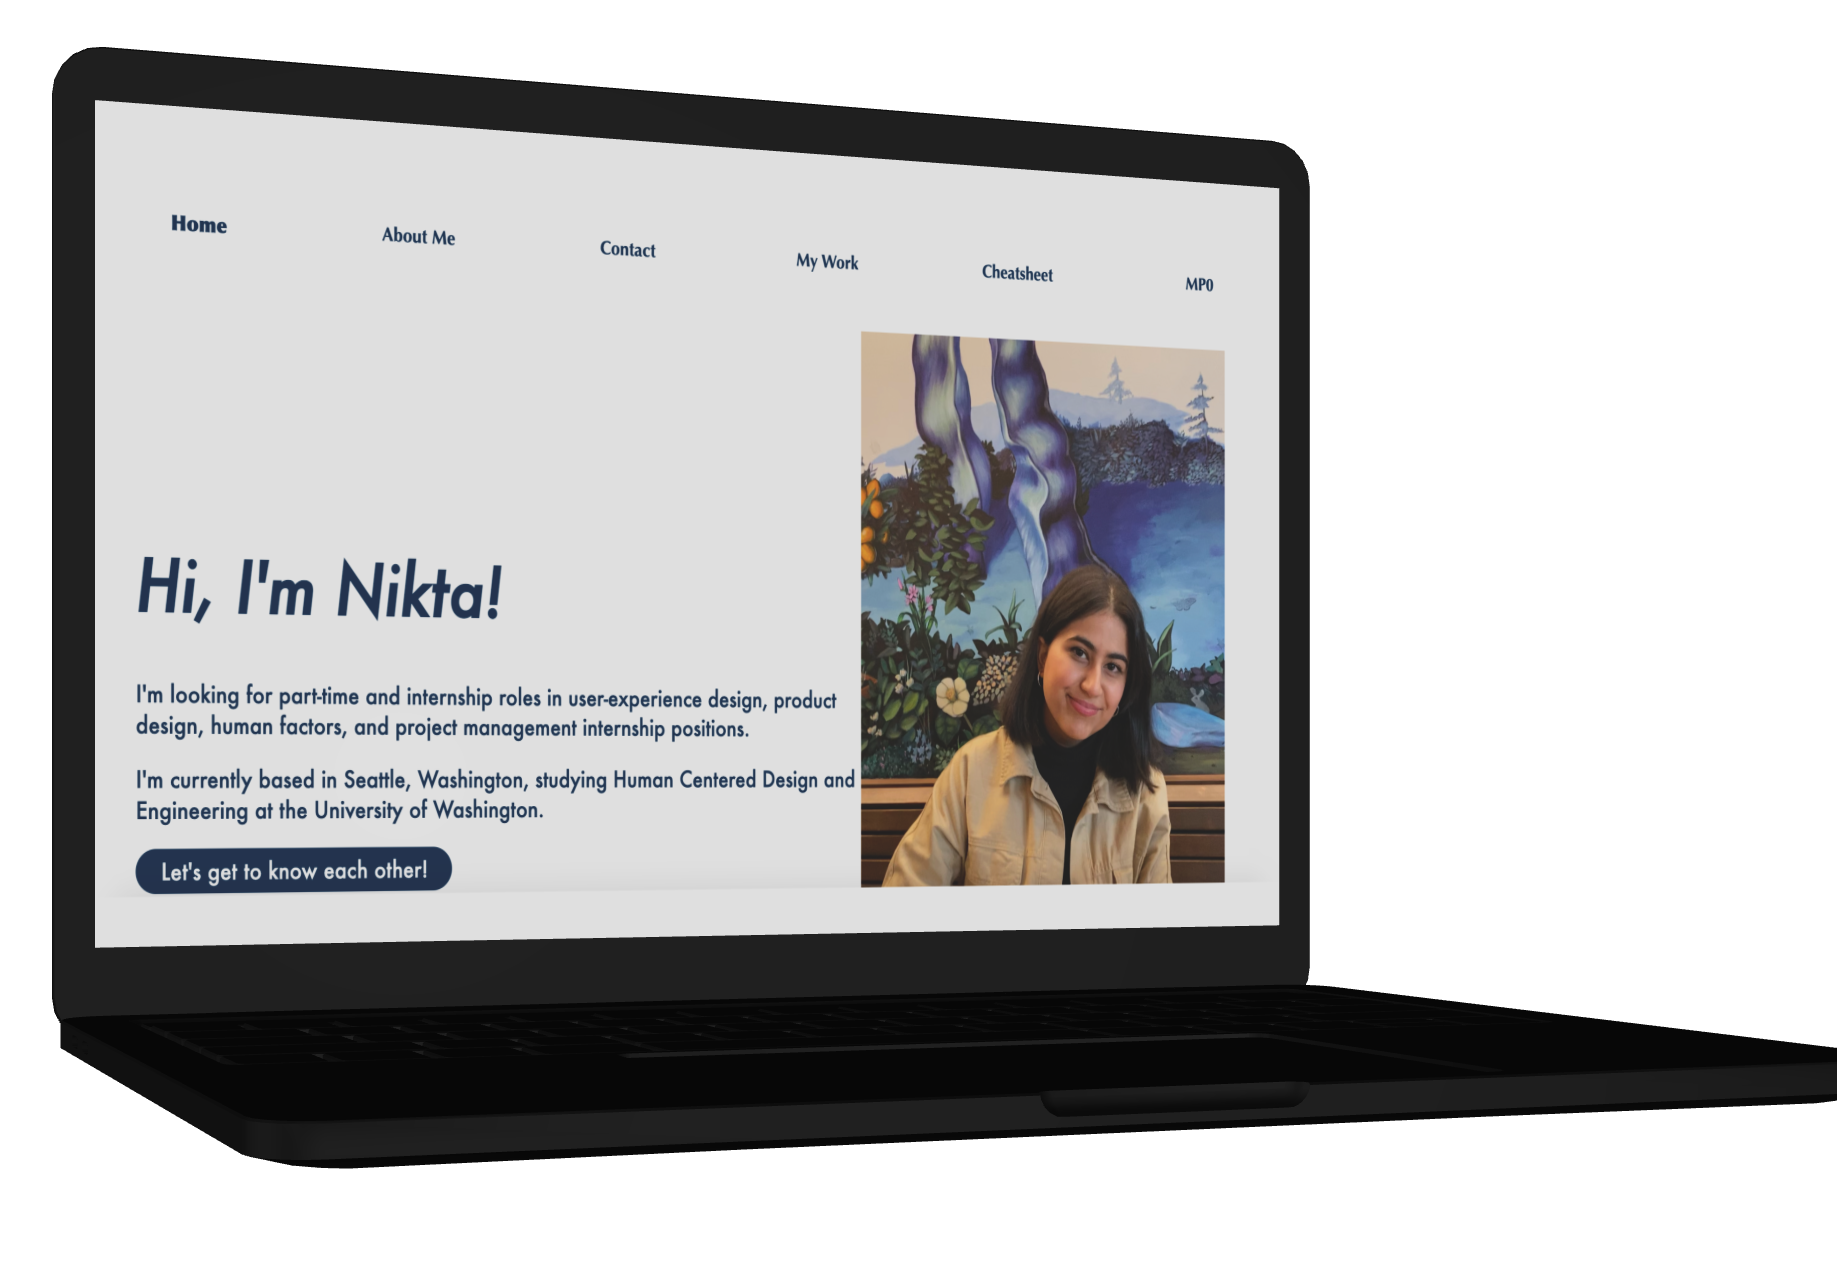 Home
About Me
Contact
My Work
Cheatsheet
MP0
Hi, I'm Nikta!
I'm looking for part-time and internship roles in user-experience design, product
design, human factors, and project management internship positions.
I'm currently based in Seattle, Washington, studying Human Centered Design and
Engineering at the University of Washington.
Let's get to know each other!